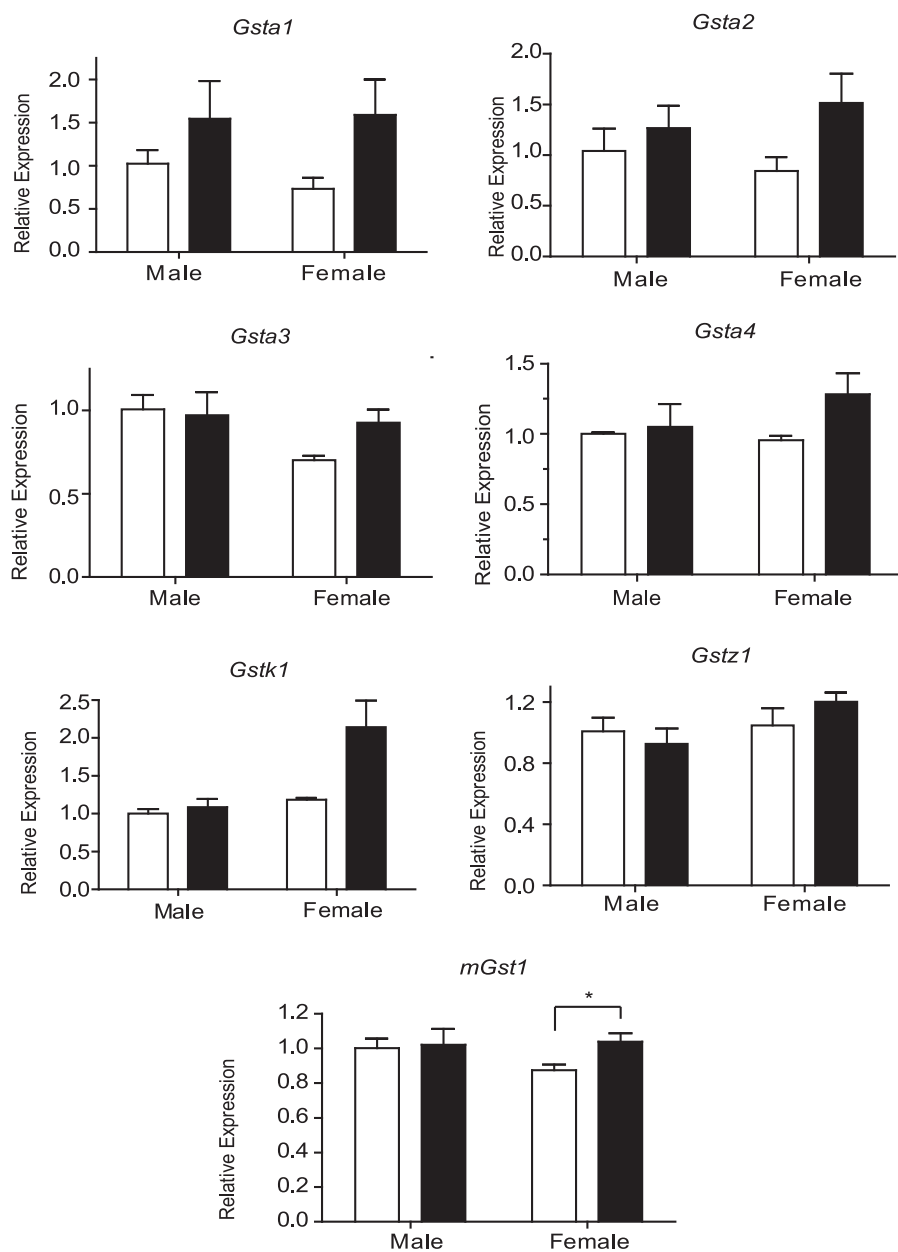 Gsta1
Relative Expression
2.0
1.5
1.0
0.5
0.0
Male
Female
Gsta2
Relative Expression
2.0
1.5
1.0
0.5
0.0
Male
Female
Gsta3
Relative Expression
1.0
0.5
0.0
Male
Female
Gsta4
Relative Expression
1.5
1.0
0.5
0.0
Male
Female
Gstk1
Relative Expression
2.5
2.0
1.5
1.0
0.5
0.0
Male
Female
Gstz1
Relative Expression
1.2
0.8
0.4
0.0
Male
Female
mGst1
Relative Expression
1.2
1.0
0.8
0.6
0.4
0.2
0.0
*
Male
Female